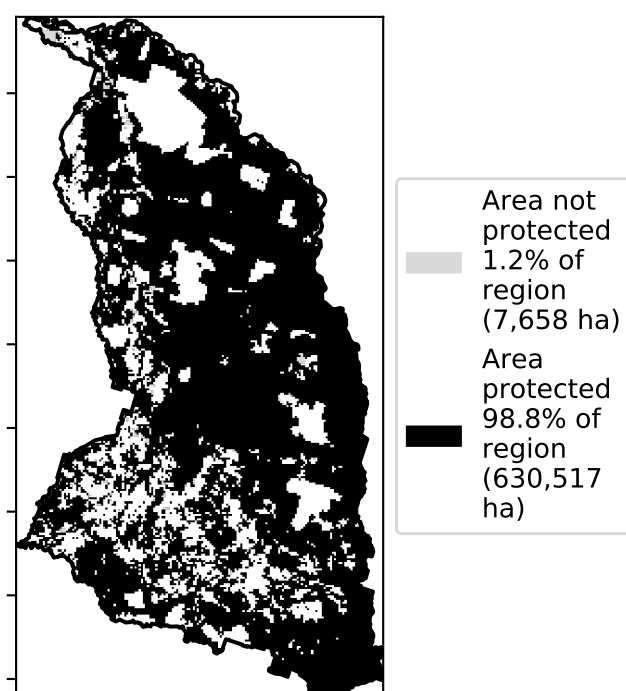 Area not
protected
1.2% of
region
(7,658 ha)
Area
protected
98.8% of
region
(630,517
ha)